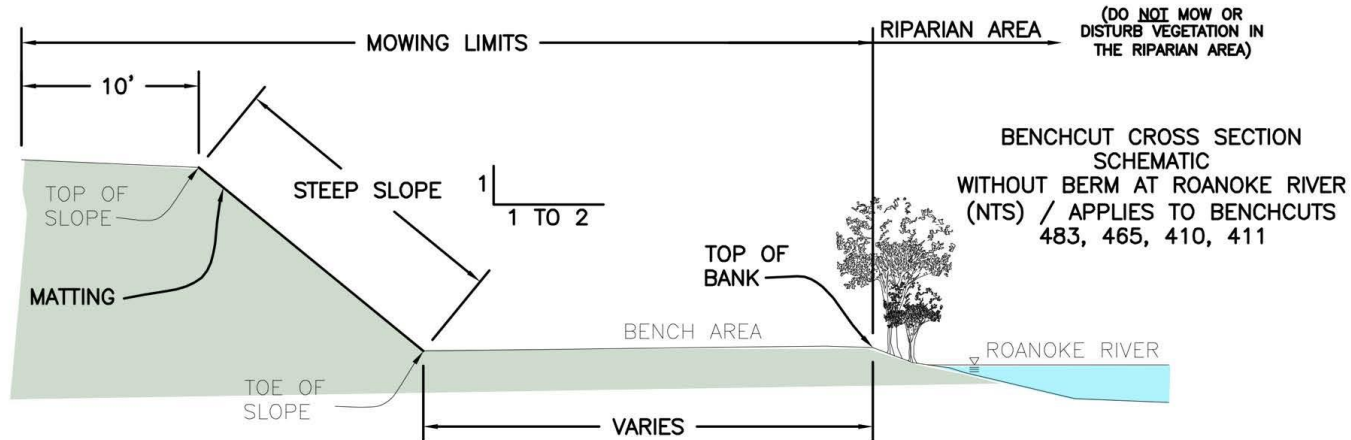 MOWING LIMITS
RIPARIAN AREA
(DO NOT MOW OR
DISTURB VEGETATION IN
THE RIPARIAN AREA)
10'
BENCHCUT CROSS SECTION
SCHEMATIC
WITHOUT BERM AT ROANOKE RIVER
(NTS) / APPLIES TO BENCHCUTS
483, 465, 410, 411
TOP OF
SLOPE
STEEP SLOPE
1
1 TO 2
MATTING
TOP OF
BANK
BENCH AREA
ROANOKE RIVER
TOE OF
SLOPE
VARIES